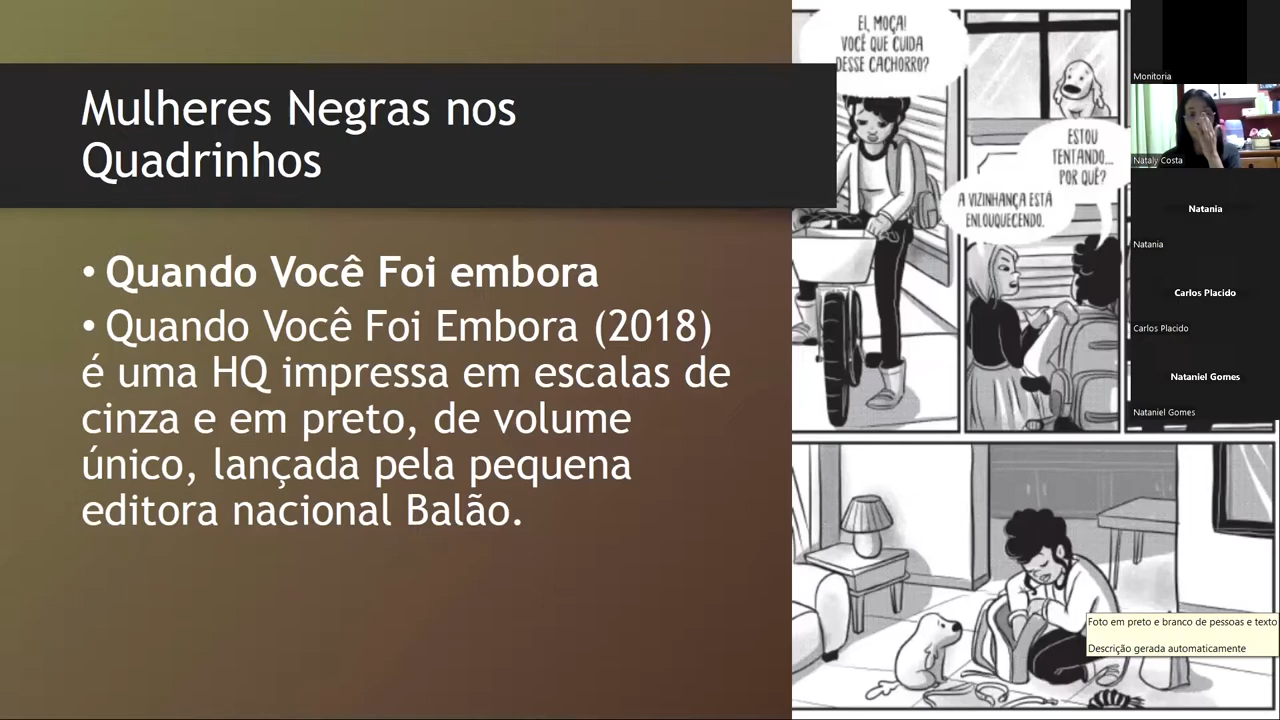 Mulheres Negras nos
Quadrinhos
• Quando Você Foi embora
• Quando Você Foi Embora (2018)
é uma HQ impressa em escalas de
cinza e em preto, de volume
único, lançada pela pequena
editora nacional Balão.
EI, MOÇA!
VOCÊ QUE CUIDA
DESSE CACHORRO?
ESTOU
TENTANDO...
POR QUÊ?
A VIZINHANÇA ESTÁ
ENLOUQUECENDO.
Foto em preto e branco de pessoas e texto
Descrição gerada automaticamente
Monitoria
Nataly Costa
Natania
Natania
Carlos Placido
Carlos Placido
Nataniel Gomes
Nataniel Gomes